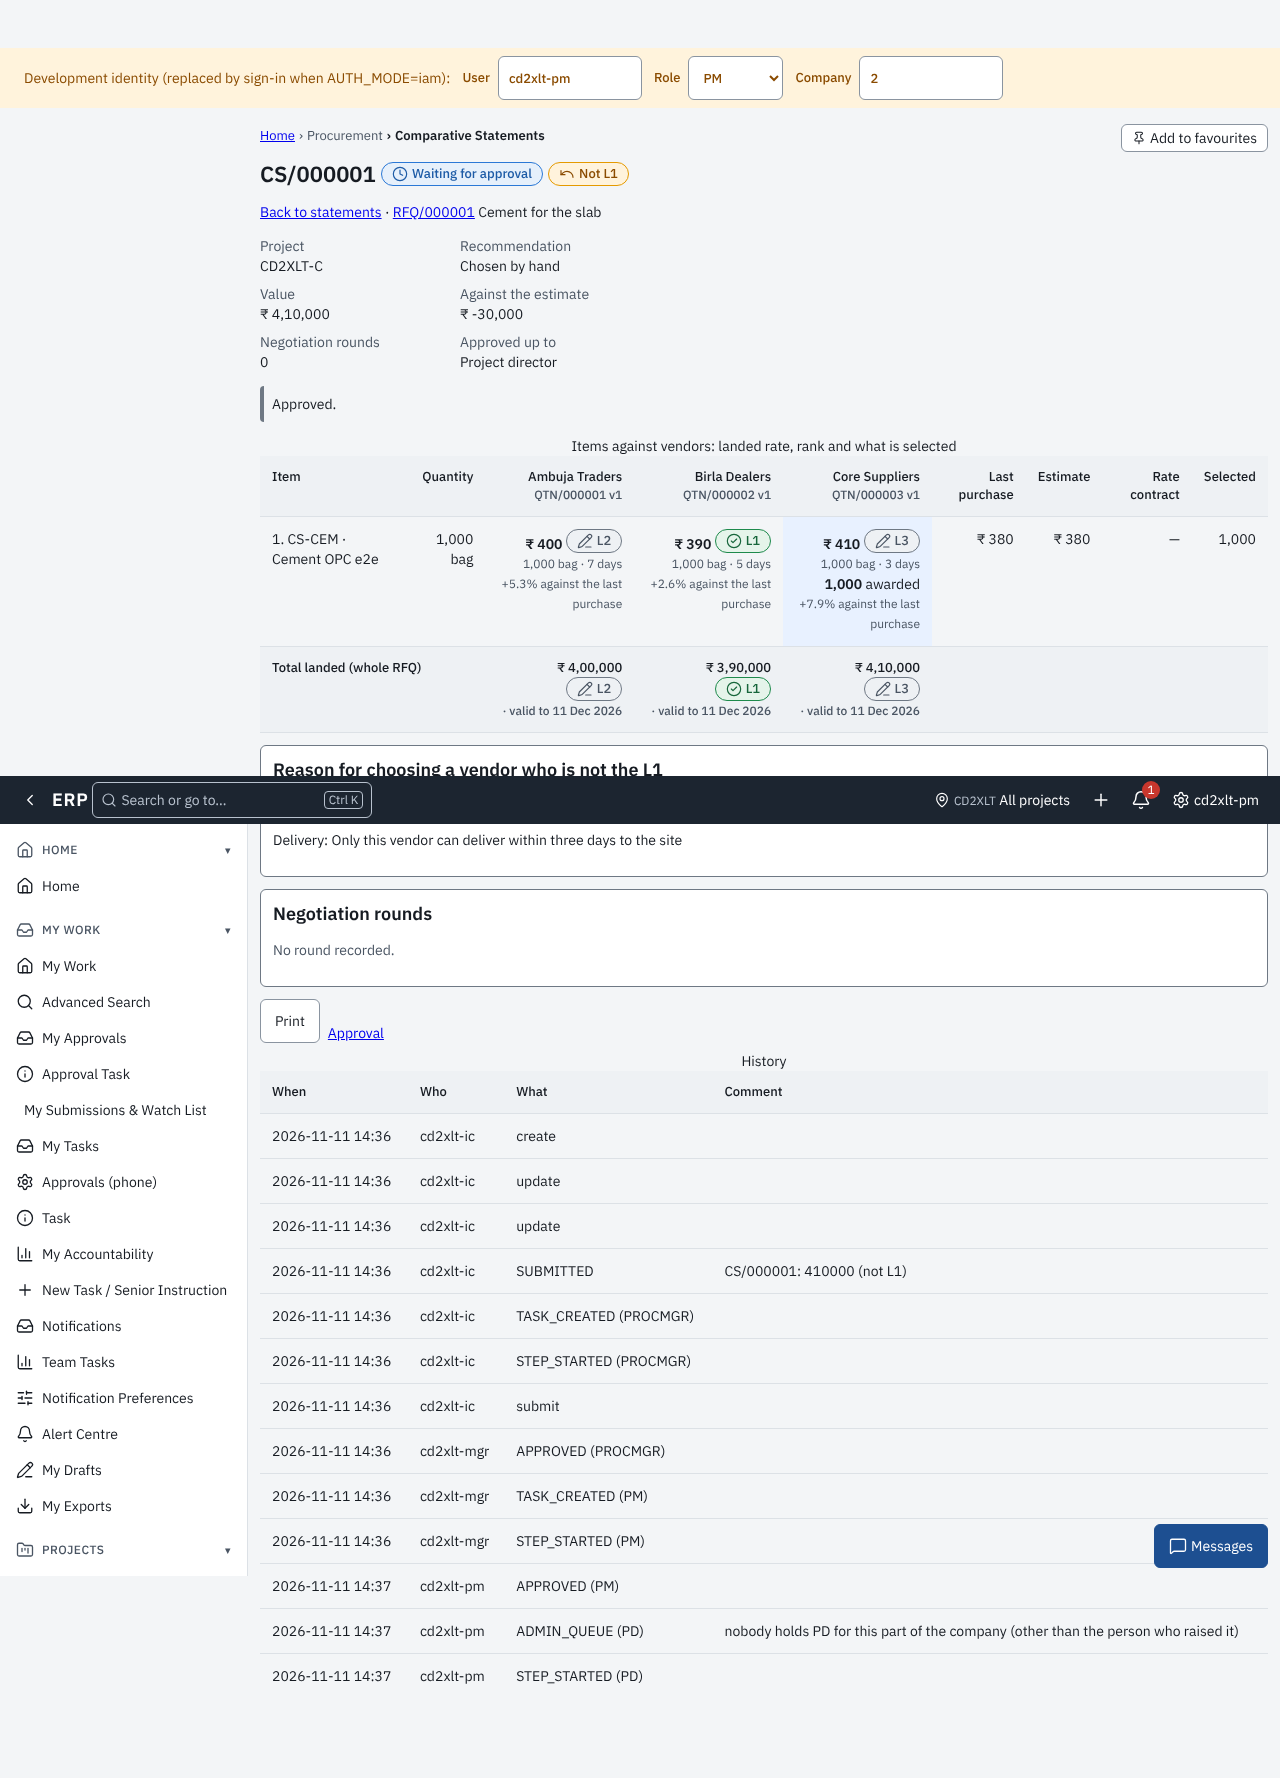 Development identity (replaced by sign-in when AUTH_MODE=iam): User cd2xlt-pm Role PM Company 2
Home › Procurement › Comparative Statements
Add to favourites
CS/000001 Waiting for approval Not L1
Back to statements · RFQ/000001 Cement for the slab
Project Recommendation
CD2XLT-C Chosen by hand
Value Against the estimate
₹ 4,10,000 ₹ -30,000
Negotiation rounds Approved up to
0 Project director
Approved.
Items against vendors: landed rate, rank and what is selected
Item Quantity Ambuja Traders Birla Dealers Core Suppliers Last Estimate Rate Selected
QTN/000001 v1 QTN/000002 v1 QTN/000003 v1 purchase contract
1. CS-CEM · 1,000 ₹ 400 L2 ₹ 390 L1 ₹ 410 L3 ₹ 380 ₹ 380 — 1,000
Cement OPC e2e bag 1,000 bag · 7 days 1,000 bag · 5 days 1,000 bag · 3 days
+5.3% against the last +2.6% against the last 1,000 awarded
purchase purchase +7.9% against the last
purchase
Total landed (whole RFQ) ₹ 4,00,000 ₹ 3,90,000 ₹ 4,10,000
L2 L1 L3
· valid to 11 Dec 2026 · valid to 11 Dec 2026 · valid to 11 Dec 2026
Reason for choosing a vendor who is not the L1
ERP Search or go to... Ctrl K CD2XLT All projects 1 cd2xlt-pm
Delivery: Only this vendor can deliver within three days to the site
Negotiation rounds
No round recorded.
Print Approval
HOME
Home
MY WORK
My Work
Advanced Search
My Approvals
Approval Task
My Submissions & Watch List
My Tasks
Approvals (phone)
Task
My Accountability
New Task / Senior Instruction
Notifications
Team Tasks
Notification Preferences
Alert Centre
My Drafts
My Exports
PROJECTS
History
When Who What Comment
2026-11-11 14:36 cd2xlt-ic create
2026-11-11 14:36 cd2xlt-ic update
2026-11-11 14:36 cd2xlt-ic update
2026-11-11 14:36 cd2xlt-ic SUBMITTED CS/000001: 410000 (not L1)
2026-11-11 14:36 cd2xlt-ic TASK_CREATED (PROCMGR)
2026-11-11 14:36 cd2xlt-ic STEP_STARTED (PROCMGR)
2026-11-11 14:36 cd2xlt-ic submit
2026-11-11 14:36 cd2xlt-mgr APPROVED (PROCMGR)
2026-11-11 14:36 cd2xlt-mgr TASK_CREATED (PM)
2026-11-11 14:36 cd2xlt-mgr STEP_STARTED (PM)
Messages
2026-11-11 14:37 cd2xlt-pm APPROVED (PM)
2026-11-11 14:37 cd2xlt-pm ADMIN_QUEUE (PD) nobody holds PD for this part of the company (other than the person who raised it)
2026-11-11 14:37 cd2xlt-pm STEP_STARTED (PD)